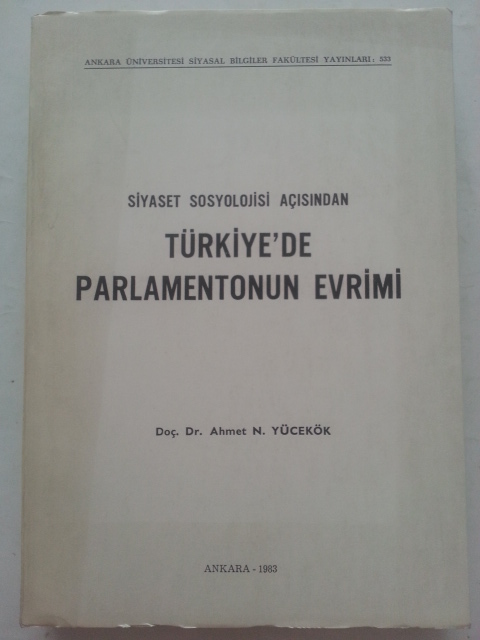 ANKARA ÜNİVERSİTESİ SİYASAL BİLGİLER FAKÜLTESİ YAYINLARI: 533
SİYASET SOSYOLOJİSİ AÇISINDAN
TÜRKİYE'DE
PARLAMENTONUN EVRİMİ
Doç. Dr. Ahmet N. YÜCEKÖK
ANKARA - 1983